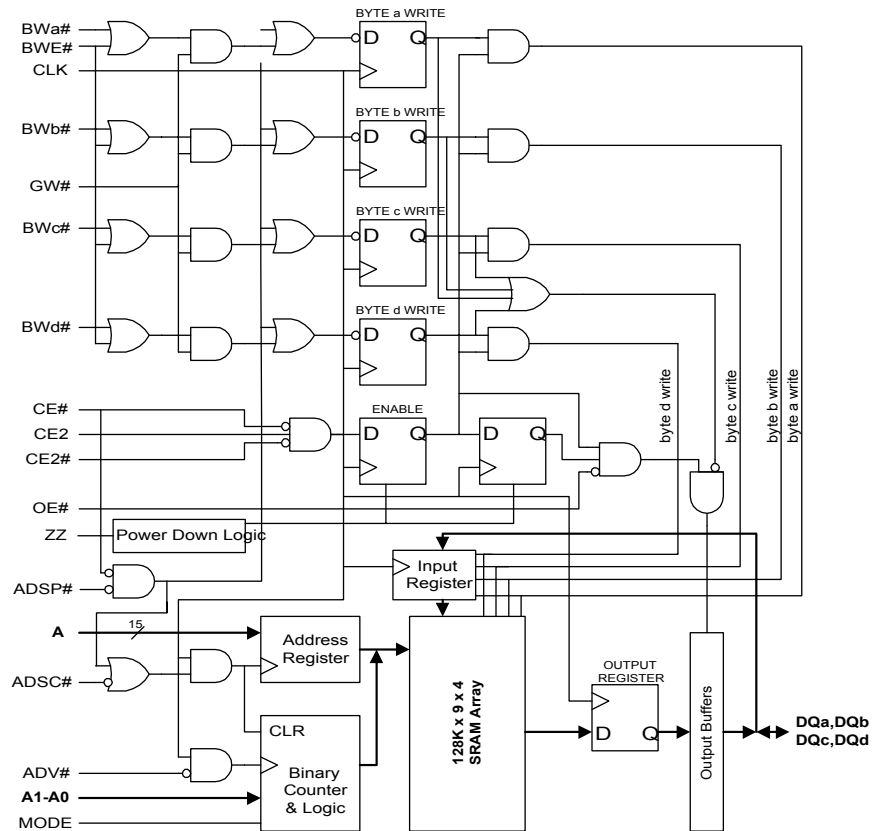 BYTE a WRITE
BWa#
BWE#
CLK
D Q
BYTE b WRITE
BWb#
D Q
GW#
BYTE c WRITE
BWc#
D Q
BYTE d WRITE
BWd#
D Q
byte d write
byte c write
byte b write
byte a write
CE#
CE2
CE2#
ENABLE
D Q
D Q
OE#
ZZ
Power Down Logic
ADSP#
Input
Register
A
15
Address
Register
ADSC#
CLR
Binary
Counter
& Logic
ADV#
A1-A0
MODE
128K x 9 x 4
SRAM Array
OUTPUT
REGISTER
D Q
Output Buffers
DQa,DQb
DQc,DQd